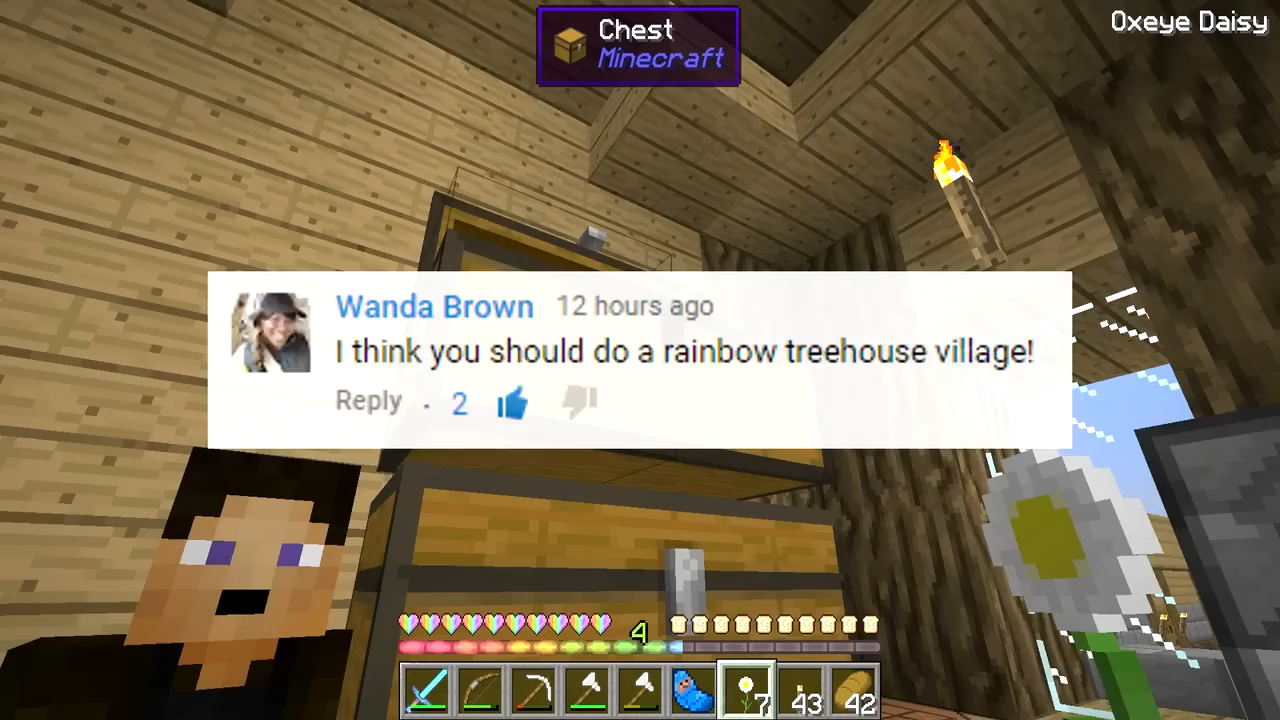 Chest
Minecraft
Oxeye Daisy
Wanda Brown 12 hours ago
I think you should do a rainbow treehouse village!
Reply . 2
4
7 43 42